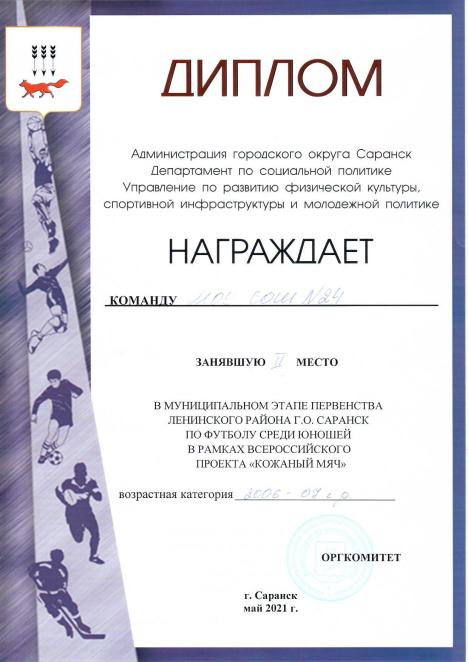 ДИПЛОМ
Администрация городского округа Саранск
Департамент по социальной политике
Управление по развитию физической культуры,
спортивной инфраструктуры и молодежной политике
НАГРАЖДАЕТ
КОМАНДУ МОУ СОШ N24
ЗАНЯВШУЮ II МЕСТО
В МУНИЦИПАЛЬНОМ ЭТАПЕ ПЕРВЕНСТВА
ЛЕНИНСКОГО РАЙОНА Г.О. САРАНСК
ПО ФУТБОЛУ СРЕДИ ЮНОШЕЙ
В РАМКАХ ВСЕРОССИЙСКОГО
ПРОЕКТА «КОЖАНЫЙ МЯЧ»
возрастная категория 2006-07 г.р.
ОРГКОМИТЕТ
г. Саранск
май 2021 г.